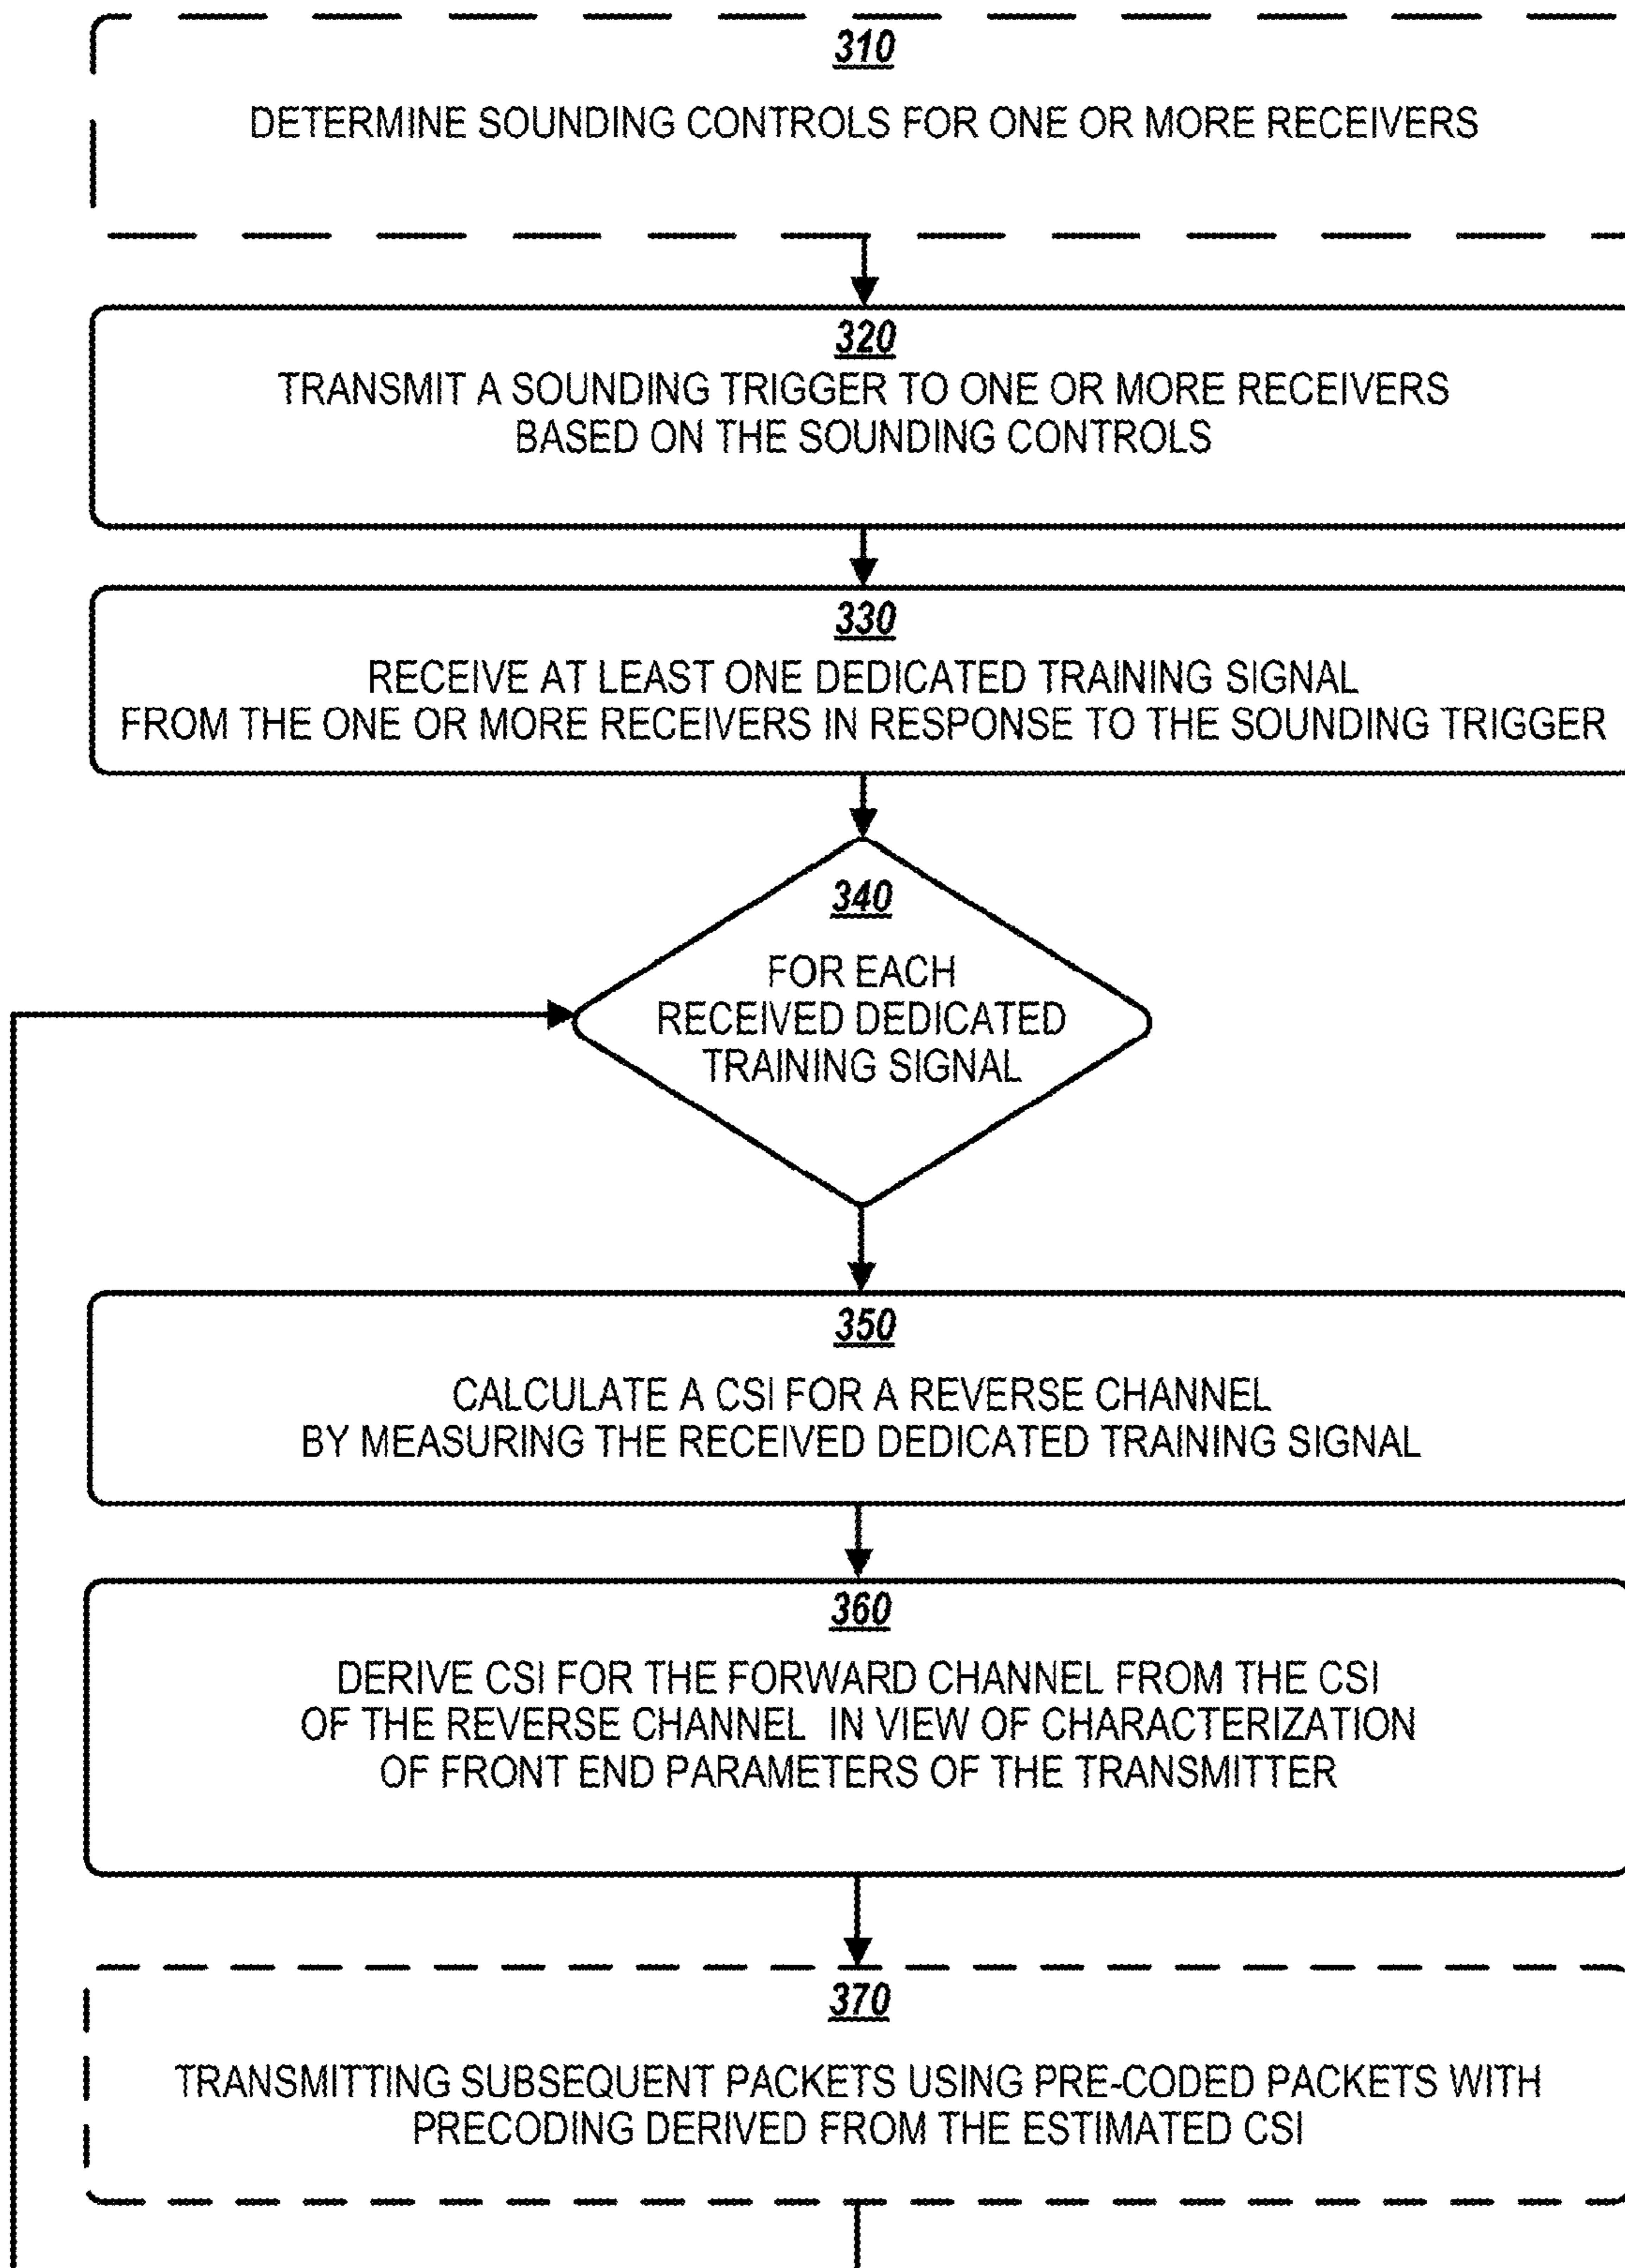 310
DETERMINE SOUNDING CONTROLS FOR ONE OR MORE RECEIVERS
320
TRANSMIT A SOUNDING TRIGGER TO ONE OR MORE RECEIVERS
BASED ON THE SOUNDING CONTROLS
330
RECEIVE AT LEAST ONE DEDICATED TRAINING SIGNAL
FROM THE ONE OR MORE RECEIVERS IN RESPONSE TO THE SOUNDING TRIGGER
340
FOR EACH
RECEIVED DEDICATED
TRAINING SIGNAL
350
CALCULATE A CSI FOR A REVERSE CHANNEL
BY MEASURING THE RECEIVED DEDICATED TRAINING SIGNAL
360
DERIVE CSI FOR THE FORWARD CHANNEL FROM THE CSI
OF THE REVERSE CHANNEL IN VIEW OF CHARACTERIZATION
OF FRONT END PARAMETERS OF THE TRANSMITTER
370
TRANSMITTING SUBSEQUENT PACKETS USING PRE-CODED PACKETS WITH
PRECODING DERIVED FROM THE ESTIMATED CSI